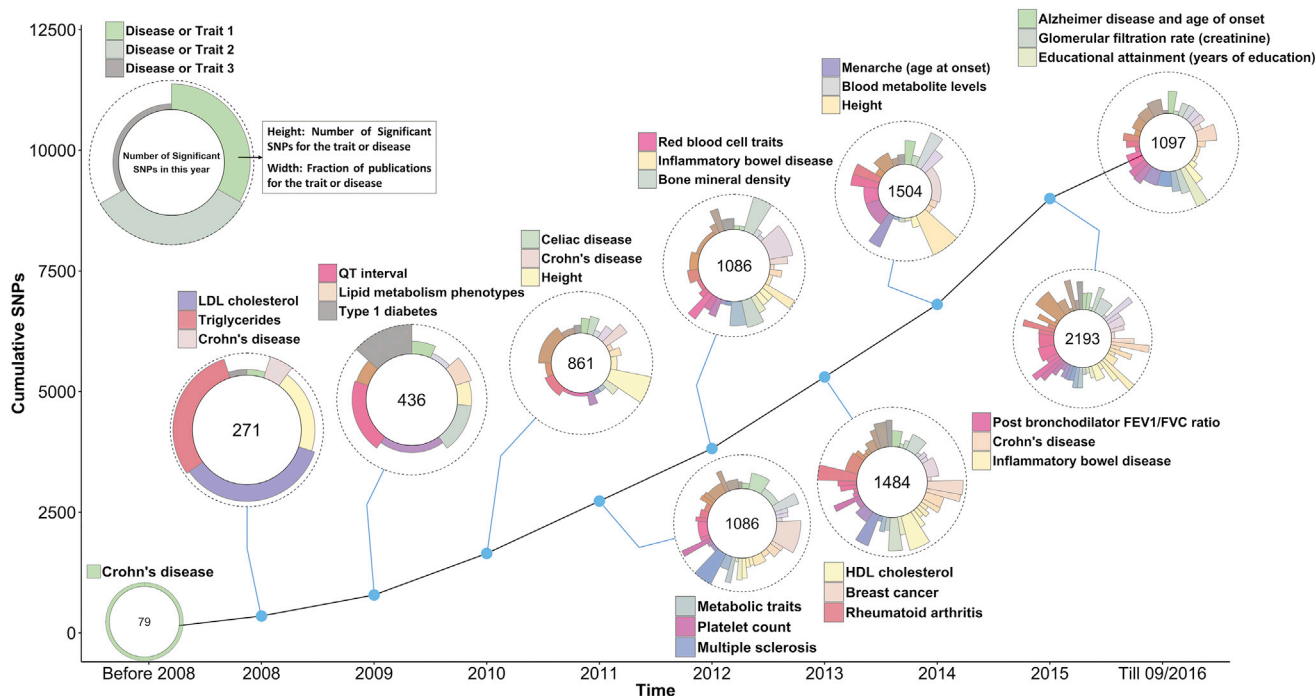 12500
10000
7500
5000
2500
0
Cumulative SNPs
Disease or Trait 1
Disease or Trait 2
Disease or Trait 3
Number of Significant
SNPs in this year
Height: Number of Significant
SNPs for the trait or disease
Width: Fraction of publications
for the trait or disease
Crohn's disease
79
LDL cholesterol
Triglycerides
Crohn's disease
271
QT interval
Lipid metabolism phenotypes
Type 1 diabetes
436
Celiac disease
Crohn's disease
Height
861
Red blood cell traits
Inflammatory bowel disease
Bone mineral density
1086
Menarche (age at onset)
Blood metabolite levels
Height
1504
Alzheimer disease and age of onset
Glomerular filtration rate (creatinine)
Educational attainment (years of education)
1097
1086
Metabolic traits
Platelet count
Multiple sclerosis
1484
HDL cholesterol
Breast cancer
Rheumatoid arthritis
2193
Post bronchodilator FEV1/FVC ratio
Crohn's disease
Inflammatory bowel disease
Before 2008
2008
2009
2010
2011
2012
2013
2014
2015
Till 09/2016
Time